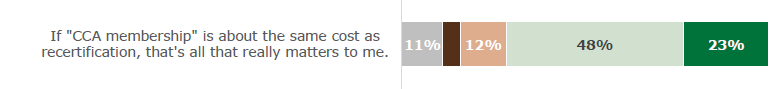 If "CCA membership" is about the same cost as
recertification, that's all that really matters to me.
11% 12% 48% 23%